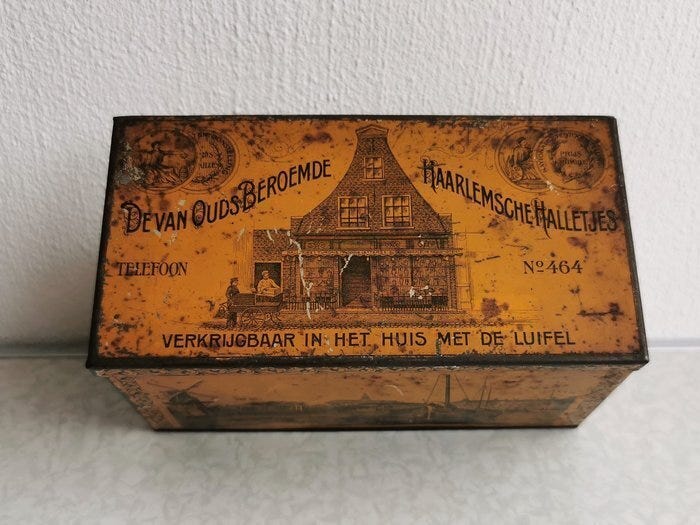 DE VAN OUDS BEROEMDE
HAARLEMSCHE HALLETJES
TELEFOON
No 464
VERKRIJGBAAR IN HET HUIS MET DE LUIFEL